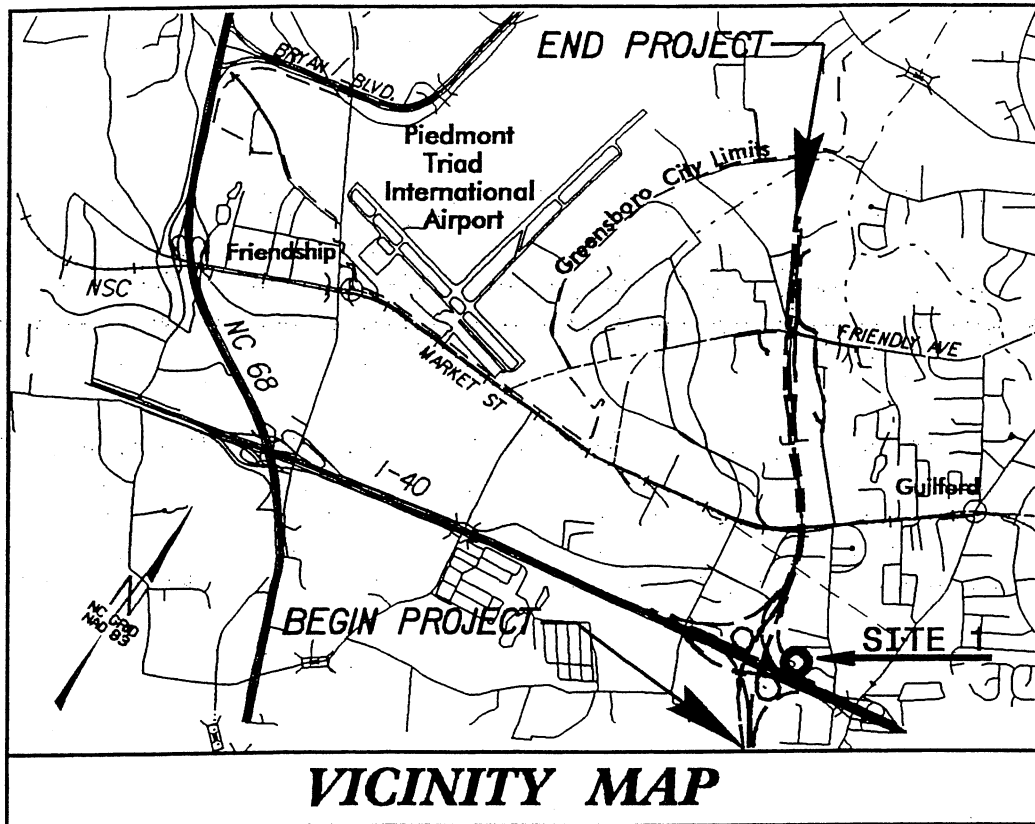 END PROJECT
BRYAN BLVD.
Piedmont
Triad
International
Airport
Greensboro City Limits
Friendship
NSC
NC 68
MARKET ST
FRIENDLY AVE
I-40
Guilford
NC GRID
NAD 83
BEGIN PROJECT
SITE 1
VICINITY MAP